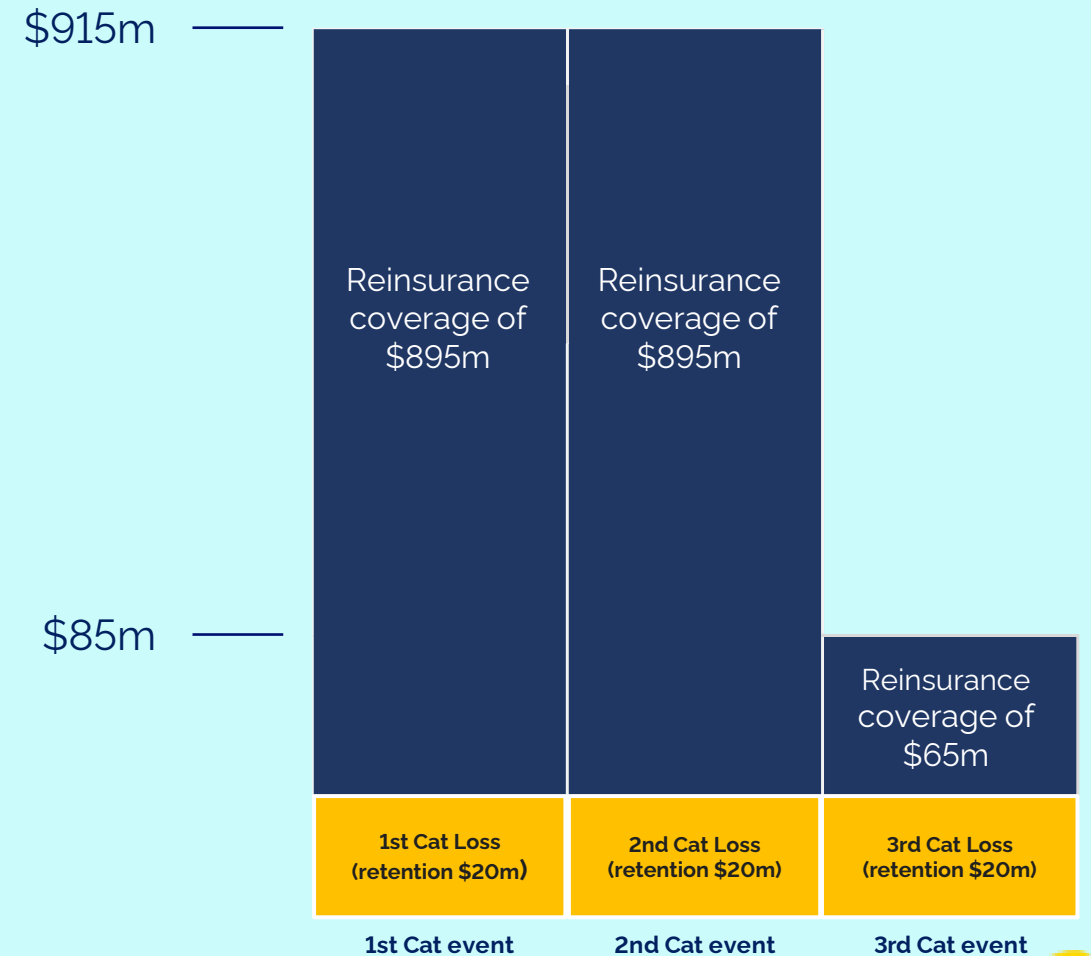 $915m
Reinsurance
coverage of
$895m
Reinsurance
coverage of
$895m
$85m
Reinsurance
coverage of
$65m
1st Cat Loss
(retention $20m)
2nd Cat Loss
(retention $20m)
3rd Cat Loss
(retention $20m)
1st Cat event
2nd Cat event
3rd Cat event